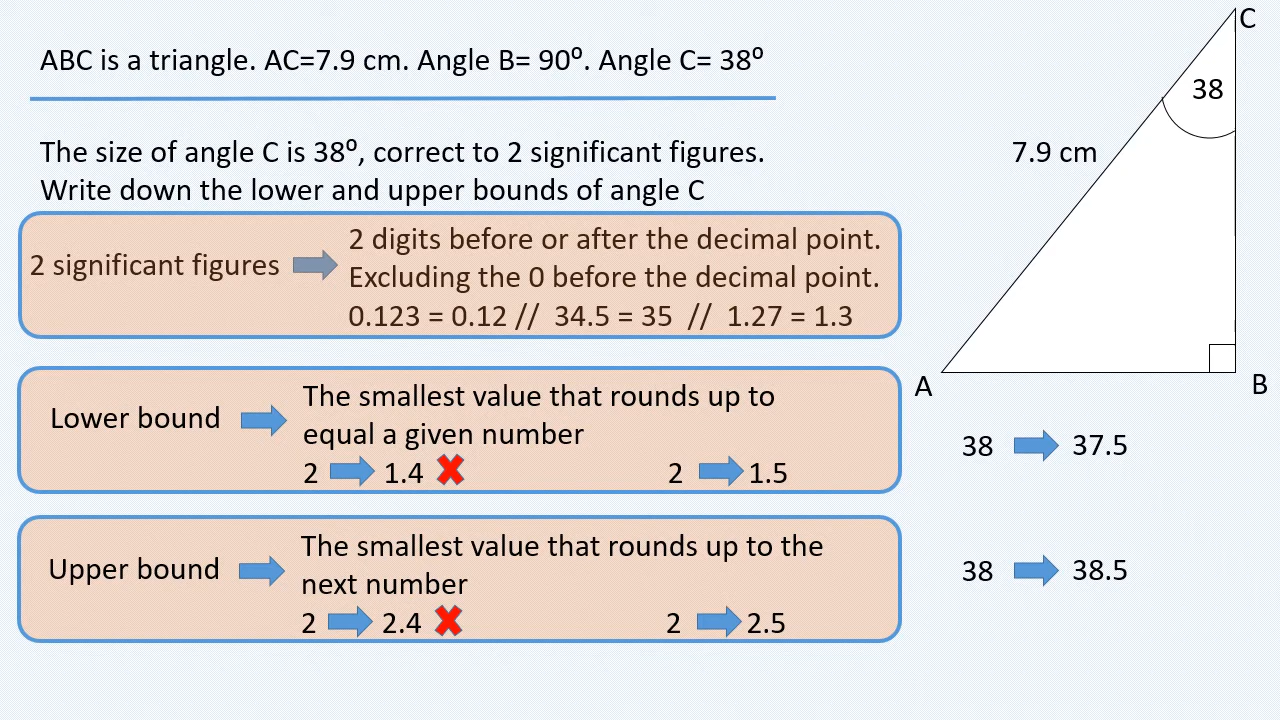 ABC is a triangle. AC=7.9 cm. Angle B= 90⁰. Angle C= 38⁰
The size of angle C is 38⁰, correct to 2 significant figures.
Write down the lower and upper bounds of angle C
2 significant figures
2 digits before or after the decimal point.
Excluding the 0 before the decimal point.
0.123 = 0.12 // 34.5 = 35 // 1.27 = 1.3
Lower bound
The smallest value that rounds up to
equal a given number
2 1.4 2 1.5
Upper bound
The smallest value that rounds up to the
next number
2 2.4 2 2.5
C
38
7.9 cm
A
B
38 37.5
38 38.5